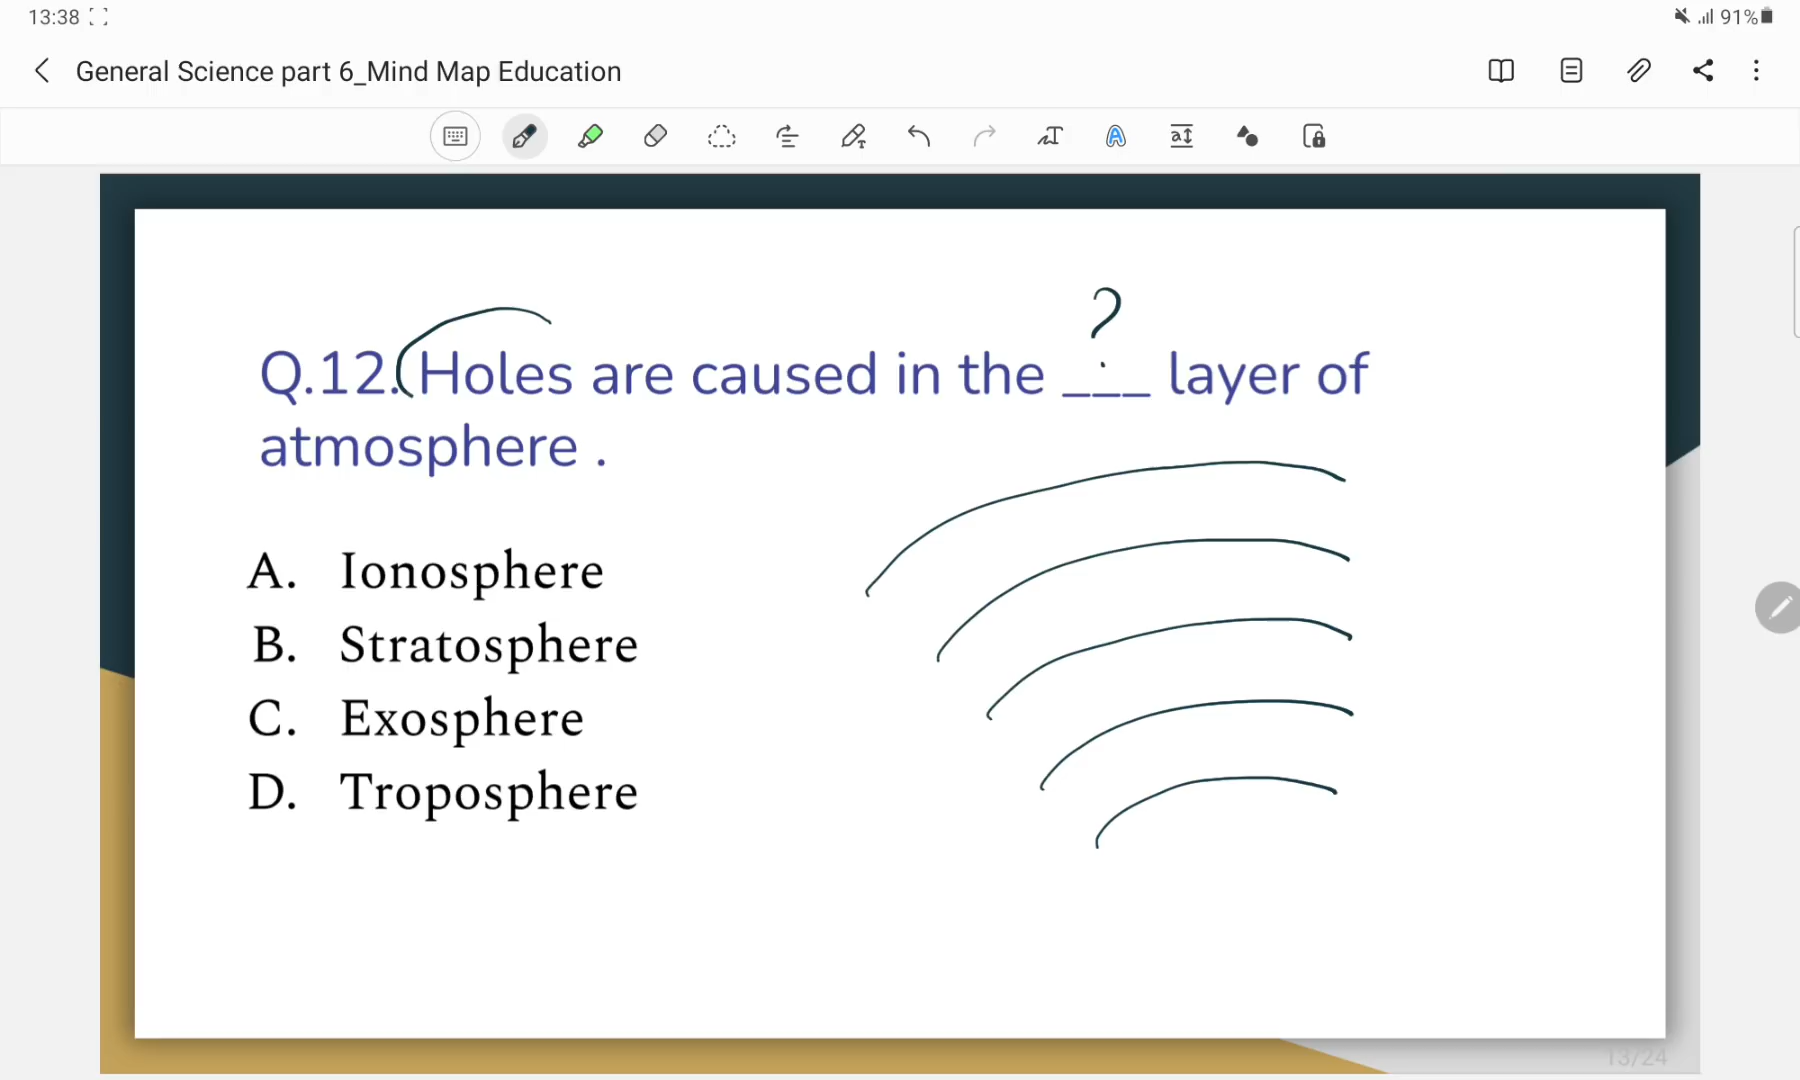 13:38
91%
General Science part 6_Mind Map Education
?
Q.12. Holes are caused in the ___ layer of
atmosphere .
A. Ionosphere
B. Stratosphere
C. Exosphere
D. Troposphere
13/24